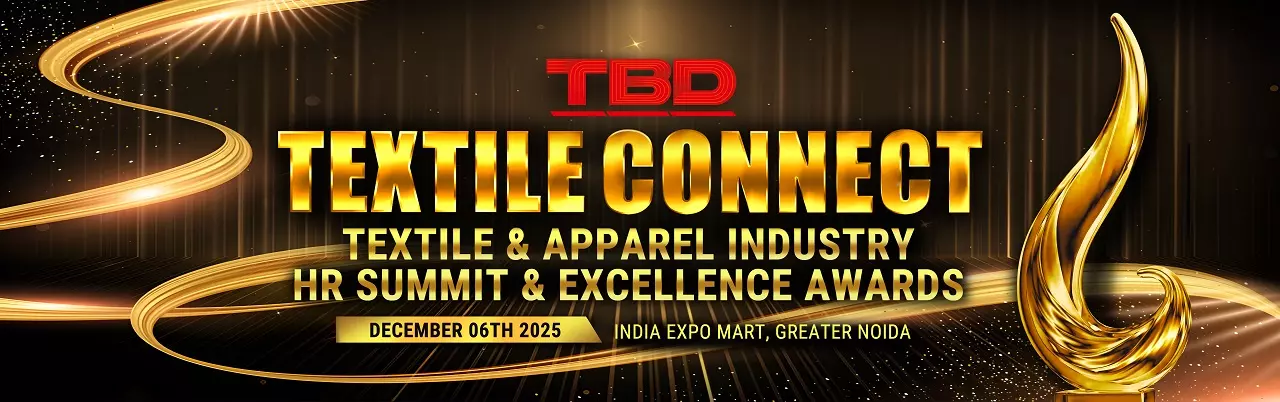 TBD
TEXTILE CONNECT
TEXTILE & APPAREL INDUSTRY
HR SUMMIT & EXCELLENCE AWARDS
DECEMBER 06TH 2025 INDIA EXPO MART, GREATER NOIDA